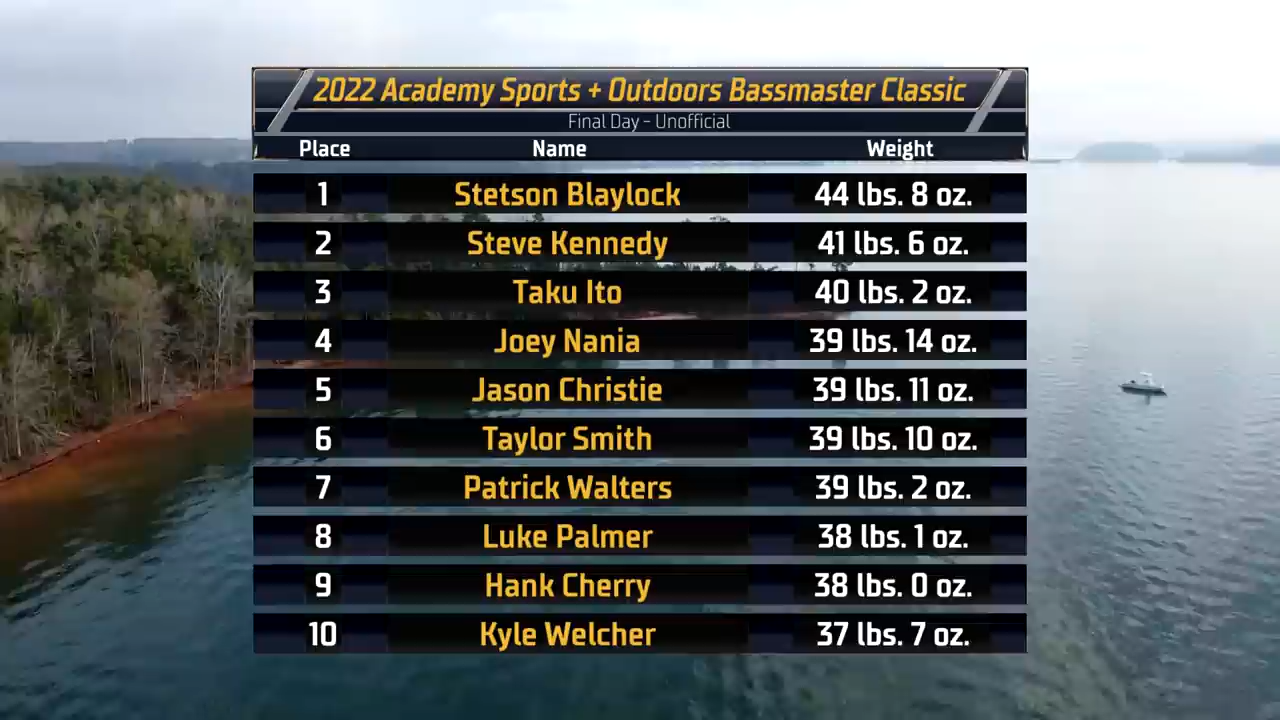 2022 Academy Sports + Outdoors Bassmaster Classic
Final Day - Unofficial
Place Name Weight
1 Stetson Blaylock 44 lbs. 8 oz.
2 Steve Kennedy 41 lbs. 6 oz.
3 Taku Ito 40 lbs. 2 oz.
4 Joey Nania 39 lbs. 14 oz.
5 Jason Christie 39 lbs. 11 oz.
6 Taylor Smith 39 lbs. 10 oz.
7 Patrick Walters 39 lbs. 2 oz.
8 Luke Palmer 38 lbs. 1 oz.
9 Hank Cherry 38 lbs. 0 oz.
10 Kyle Welcher 37 lbs. 7 oz.